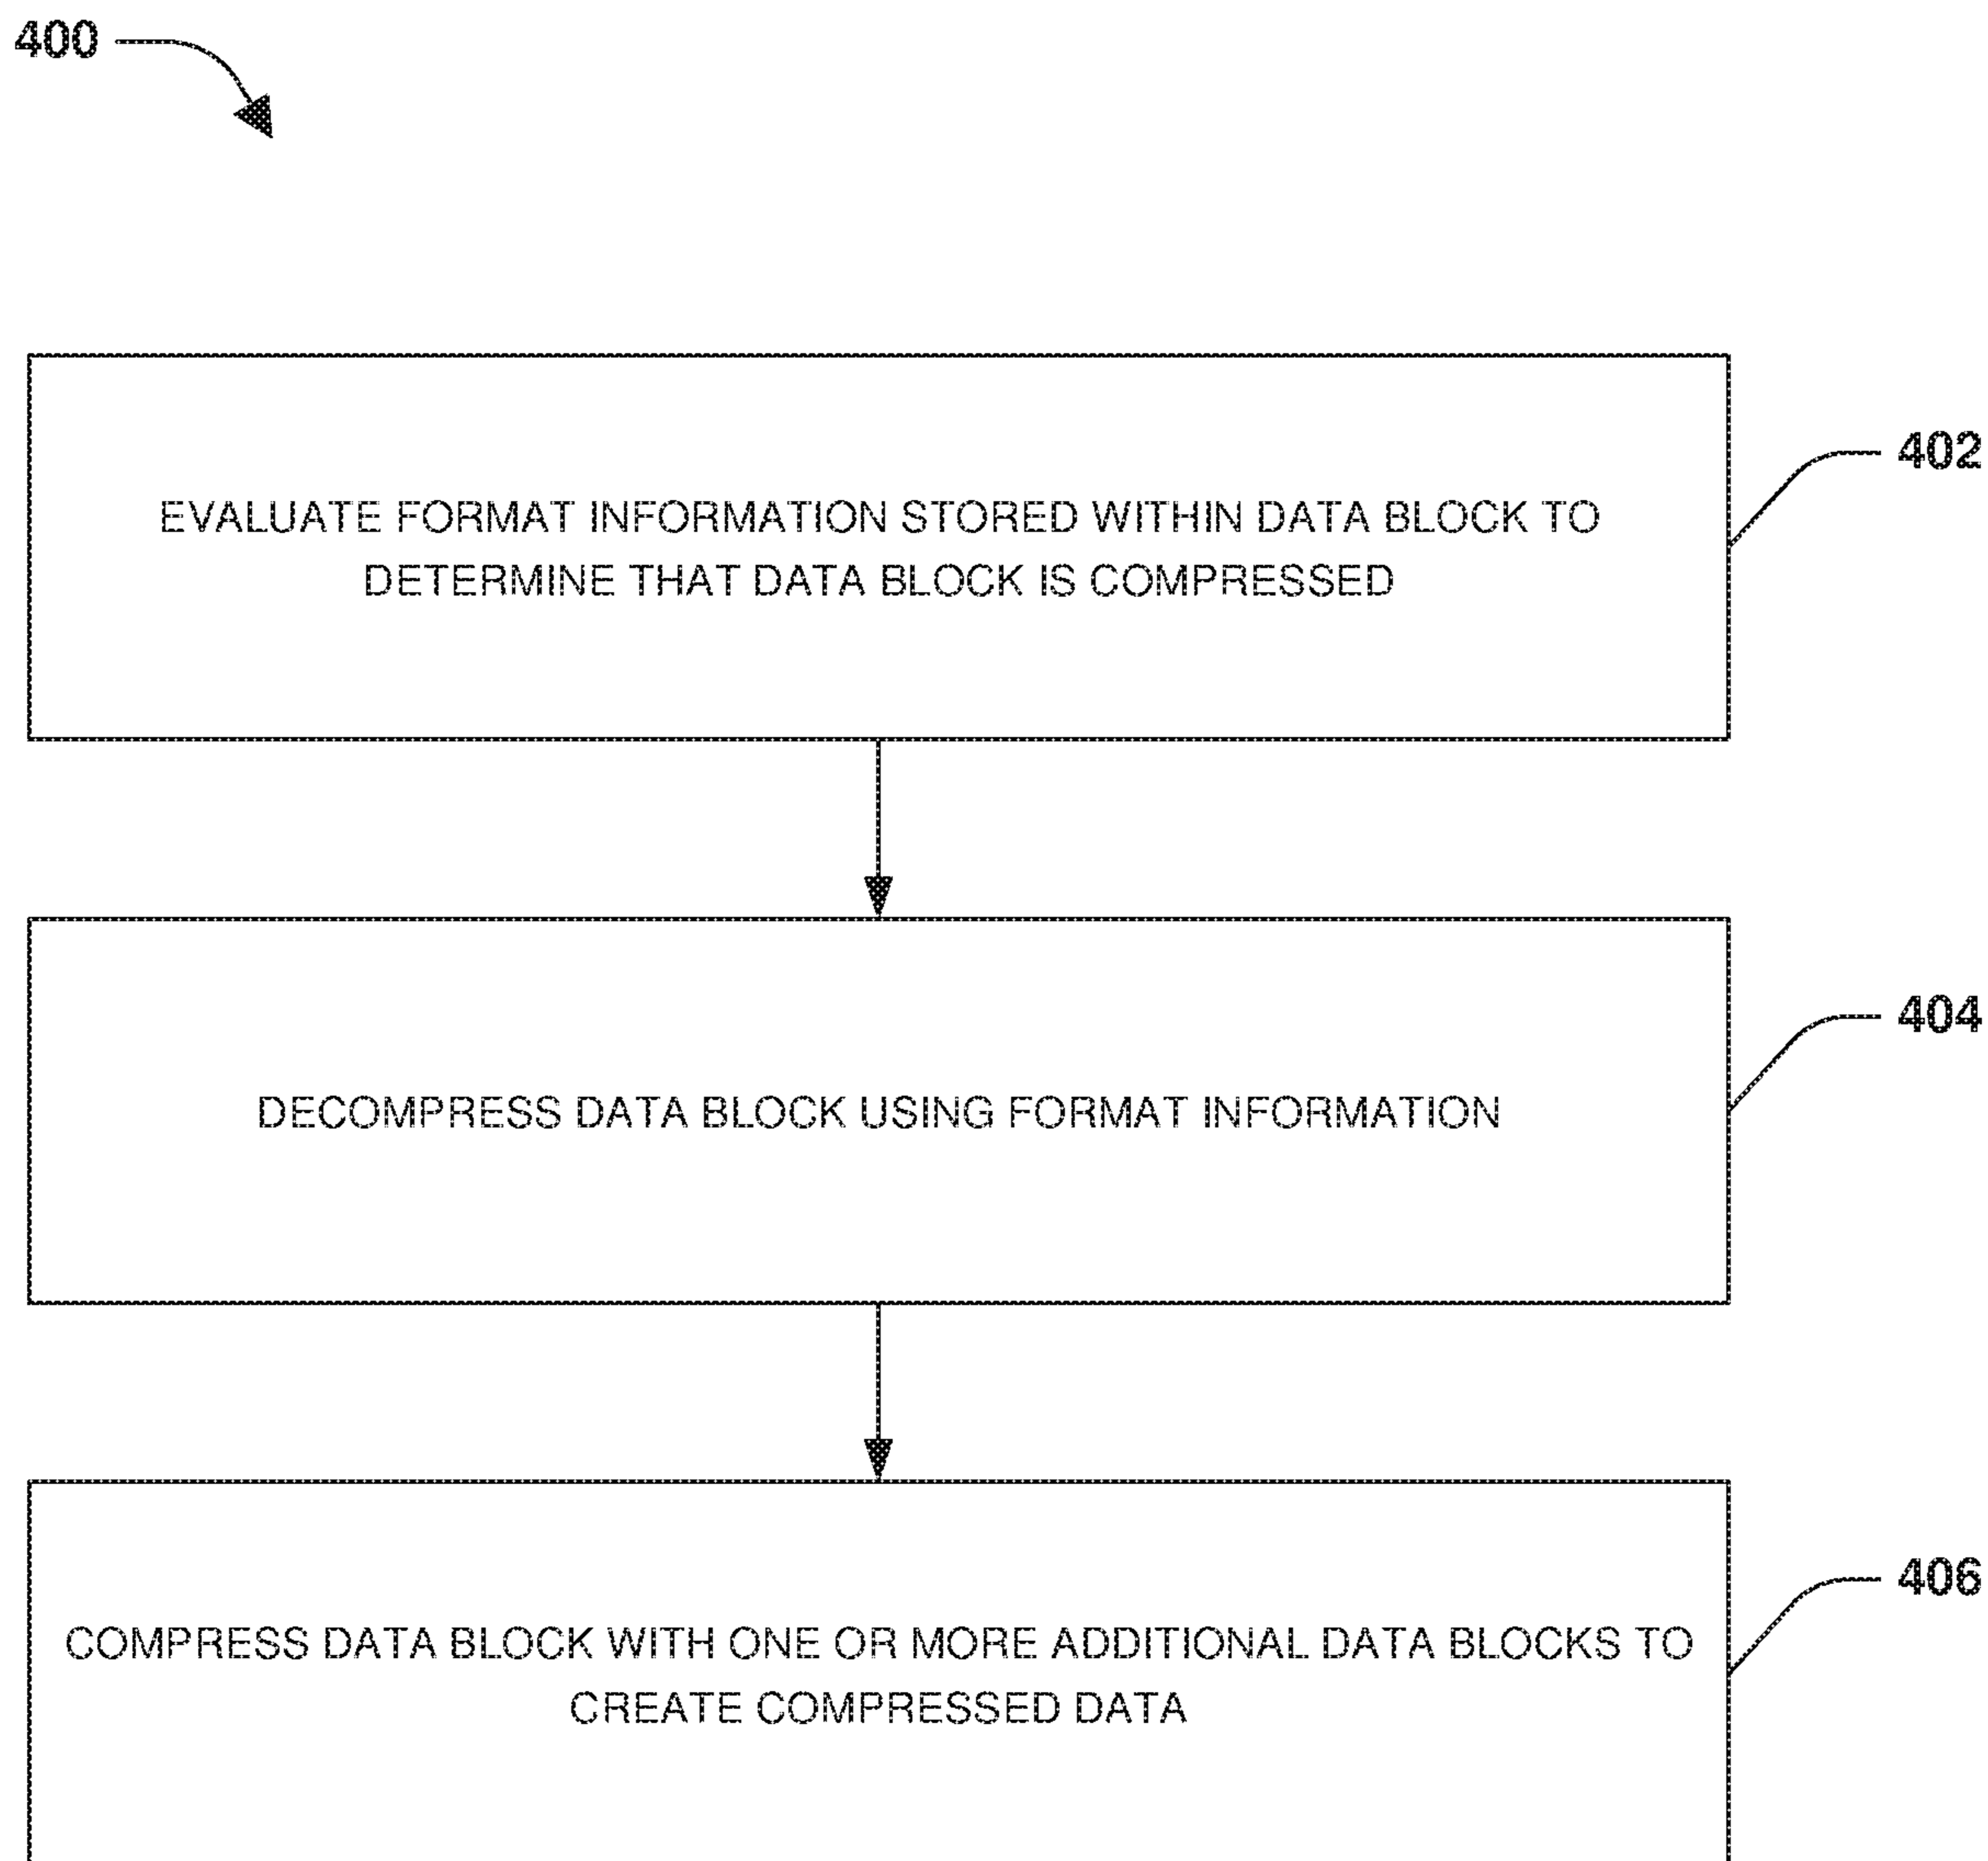 400
EVALUATE FORMAT INFORMATION STORED WITHIN DATA BLOCK TO
DETERMINE THAT DATA BLOCK IS COMPRESSED
402
DECOMPRESS DATA BLOCK USING FORMAT INFORMATION
404
COMPRESS DATA BLOCK WITH ONE OR MORE ADDITIONAL DATA BLOCKS TO
CREATE COMPRESSED DATA
406